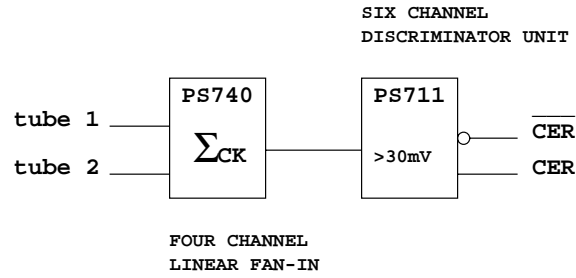 SIX CHANNEL
DISCRIMINATOR UNIT
PS740
PS711
tube 1
tube 2
ΣCK
>30mV
CER
CER
FOUR CHANNEL
LINEAR FAN-IN